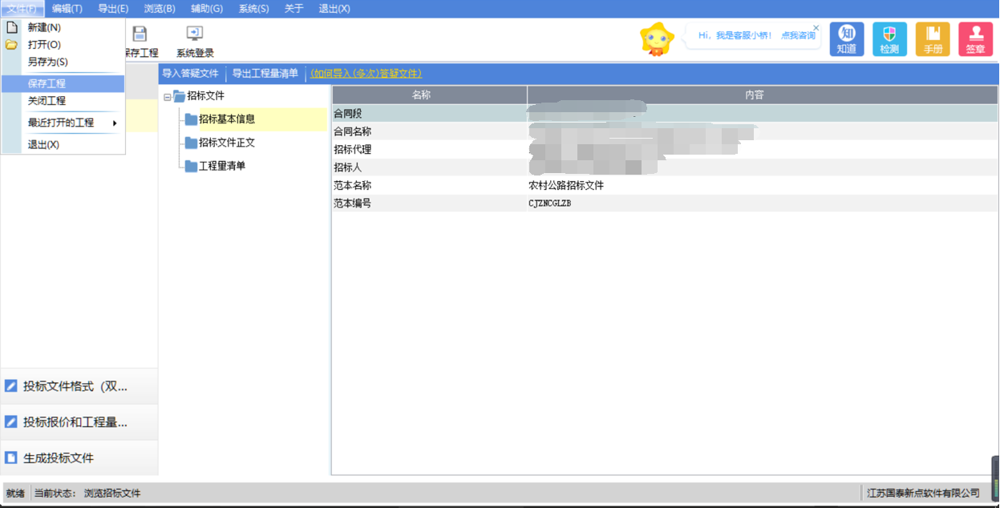 文件(F) 编辑(T) 导出(E) 浏览(B) 辅助(G) 系统(S) 关于 退出(X)
新建(N)
打开(O)
另存为(S)
保存工程
关闭工程
最近打开的工程
退出(X)
保存工程 系统登录
Hi，我是客服小桥！ 点我咨询
知
知道 检测 手册 签章
导入答疑文件 导出工程量清单 (如何导入(多次)答疑文件)
招标文件
招标基本信息
招标文件正文
工程量清单
名称 内容
合同段
合同名称
招标代理
招标人
范本名称 农村公路招标文件
范本编号 CJZNCGLZB
投标文件格式（双...
投标报价和工程量...
生成投标文件
就绪 当前状态： 浏览招标文件 江苏国泰新点软件有限公司